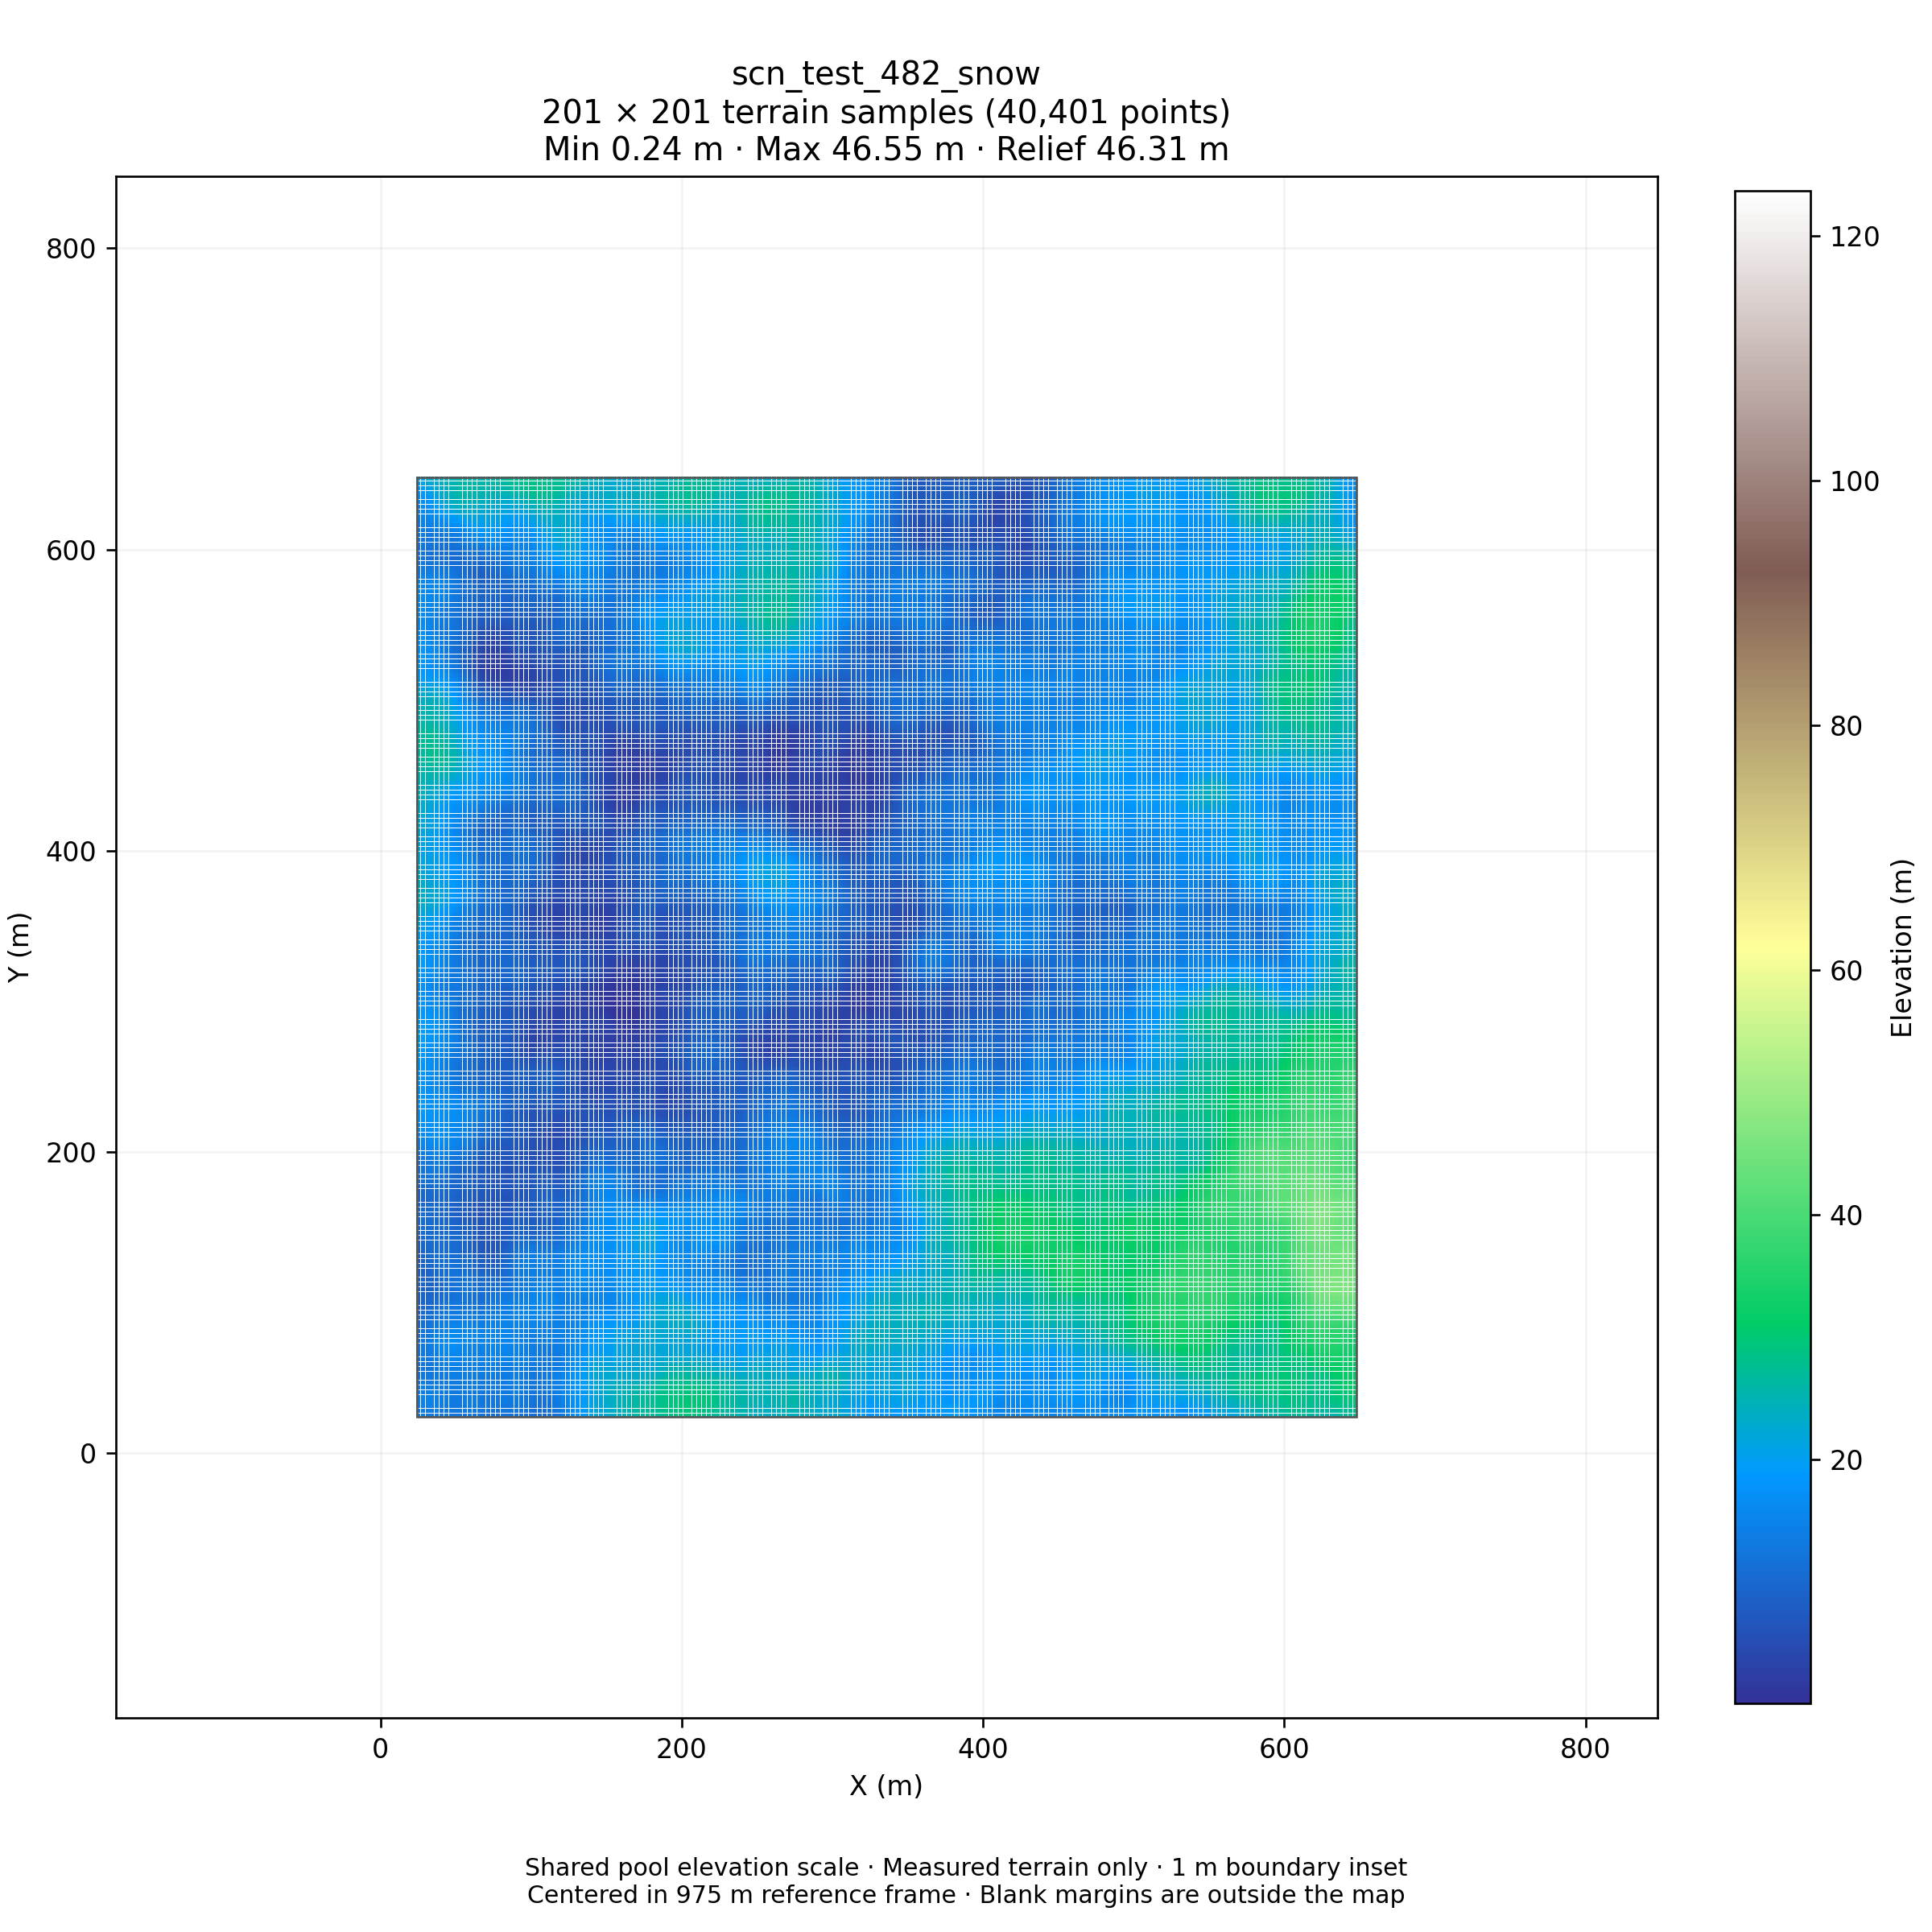 scn_test_482_snow
201 × 201 terrain samples (40,401 points)
Min 0.24 m · Max 46.55 m · Relief 46.31 m
800
600
400
200
0
Y (m)
0
200
400
600
800
X (m)
120
100
80
60
40
20
Elevation (m)
Shared pool elevation scale · Measured terrain only · 1 m boundary inset
Centered in 975 m reference frame · Blank margins are outside the map